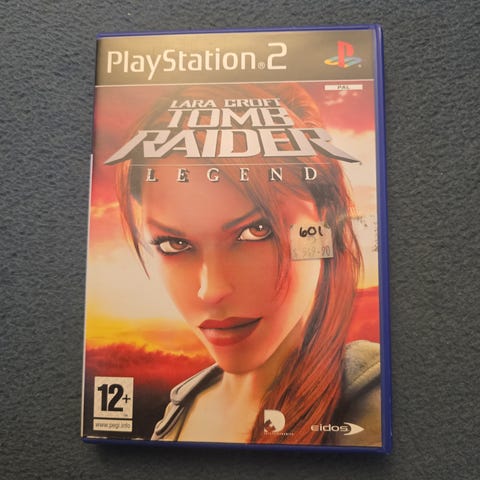 PlayStation®2
PAL
LARA CROFT
TOMB
RAIDER
LEGEND
601
12+
www.pegi.info
eidos